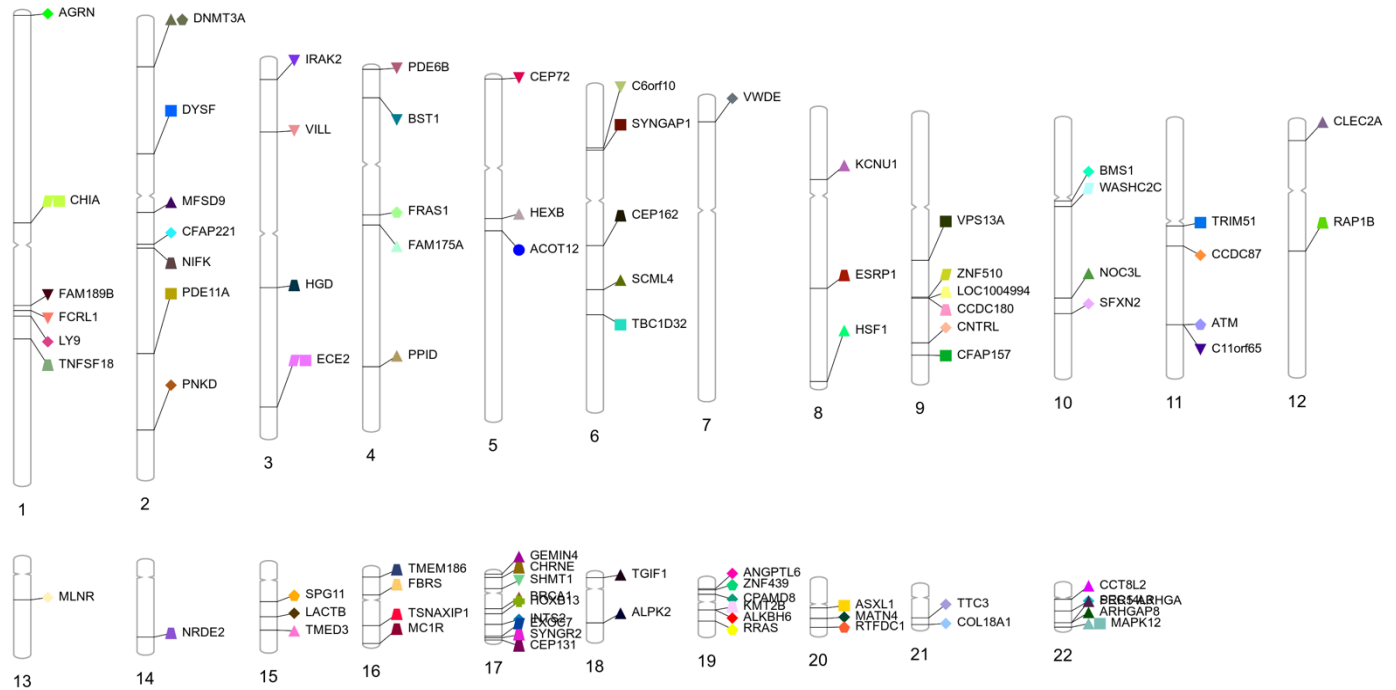 AGRN
CHIA
FAM189B
FCRL1
LY9
TNFSF18
1
DNMT3A
DYSF
MFSD9
CFAP221
NIFK
PDE11A
PNKD
2
IRAK2
VILL
HGD
ECE2
3
PDE6B
BST1
FRAS1
FAM175A
PPID
4
CEP72
HEXB
ACOT12
5
C6orf10
SYNGAP1
CEP162
SCML4
TBC1D32
6
VWDE
7
KCNU1
ESRP1
HSF1
8
VPS13A
ZNF510
LOC1004994
CCDC180
CNTRL
CFAP157
9
BMS1
WASHC2C
NOC3L
SFXN2
10
TRIM51
CCDC87
ATM
C11orf65
11
CLEC2A
RAP1B
12
MLNR
13
NRDE2
14
SPG11
LACTB
TMED3
15
TMEM186
FBRS
TSNAXIP1
MC1R
16
GEMIN4
CHRNE
SHMT1
BRCA1
HOXB13
INTS2
EXOC7
SYNGR2
CEP131
17
TGIF1
ALPK2
18
ANGPTL6
ZNF439
CPAMD8
KMT2B
ALKBH6
RRAS
19
ASXL1
MATN4
RTFDC1
20
TTC3
COL18A1
21
CCT8L2
ARHGAP8
MAPK12
22